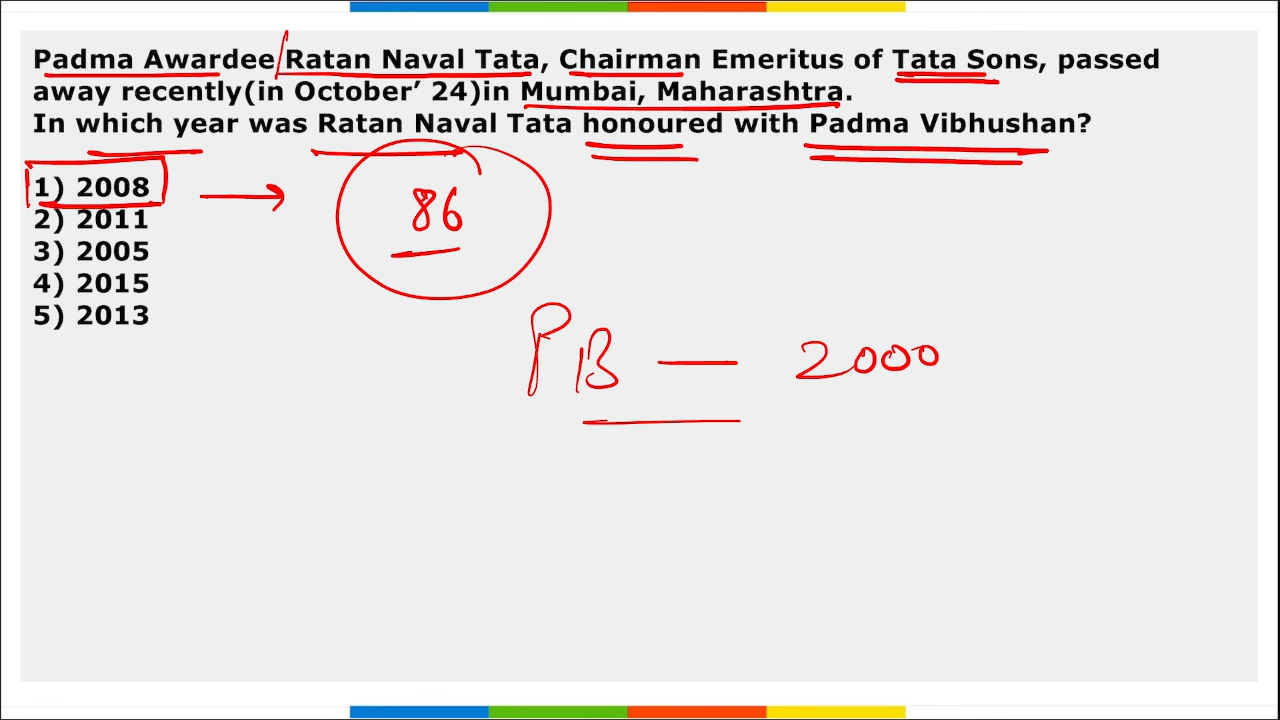 Padma Awardee Ratan Naval Tata, Chairman Emeritus of Tata Sons, passed
away recently(in October’ 24)in Mumbai, Maharashtra.
In which year was Ratan Naval Tata honoured with Padma Vibhushan?
1) 2008
86
2) 2011
3) 2005
4) 2015
5) 2013
PB — 2000